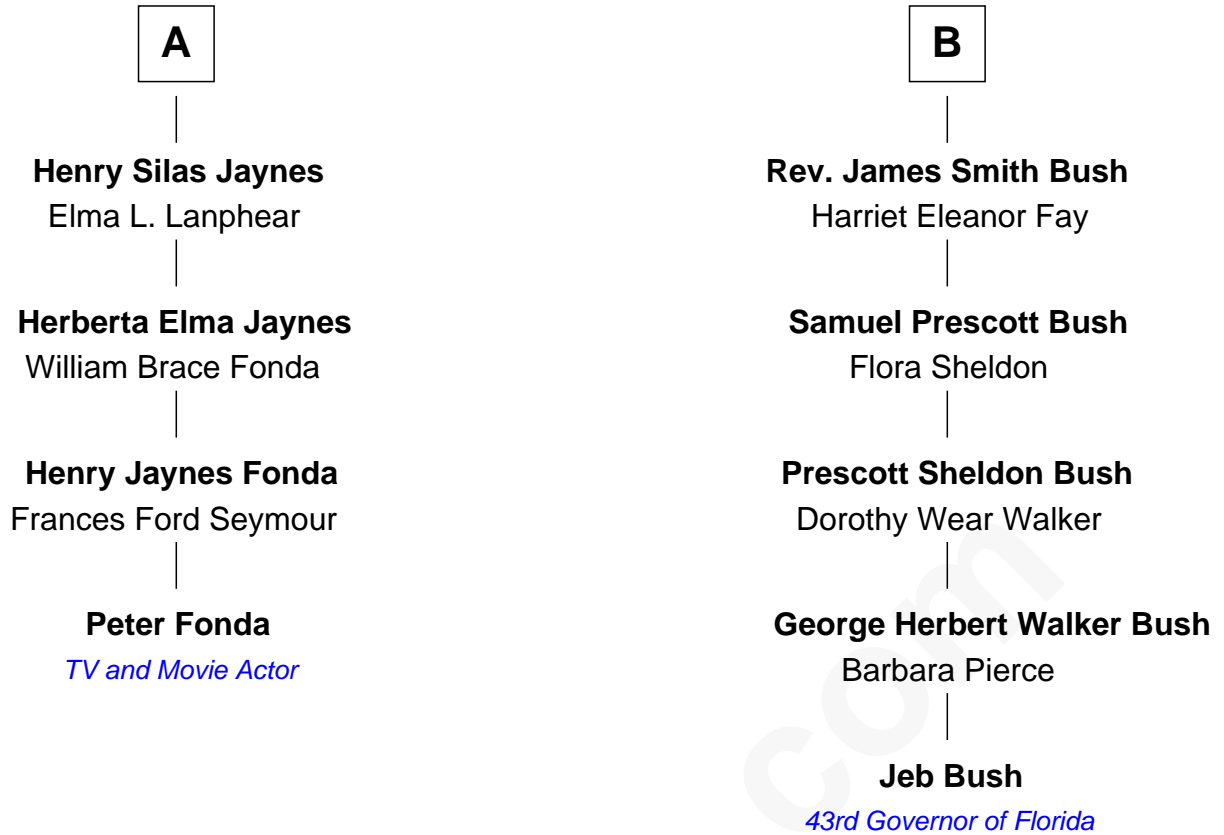 A
Henry Silas Jaynes
Elma L. Lanphear
Herberta Elma Jaynes
William Brace Fonda
Henry Jaynes Fonda
Frances Ford Seymour
Peter Fonda
TV and Movie Actor
B
Rev. James Smith Bush
Harriet Eleanor Fay
Samuel Prescott Bush
Flora Sheldon
Prescott Sheldon Bush
Dorothy Wear Walker
George Herbert Walker Bush
Barbara Pierce
Jeb Bush
43rd Governor of Florida
com